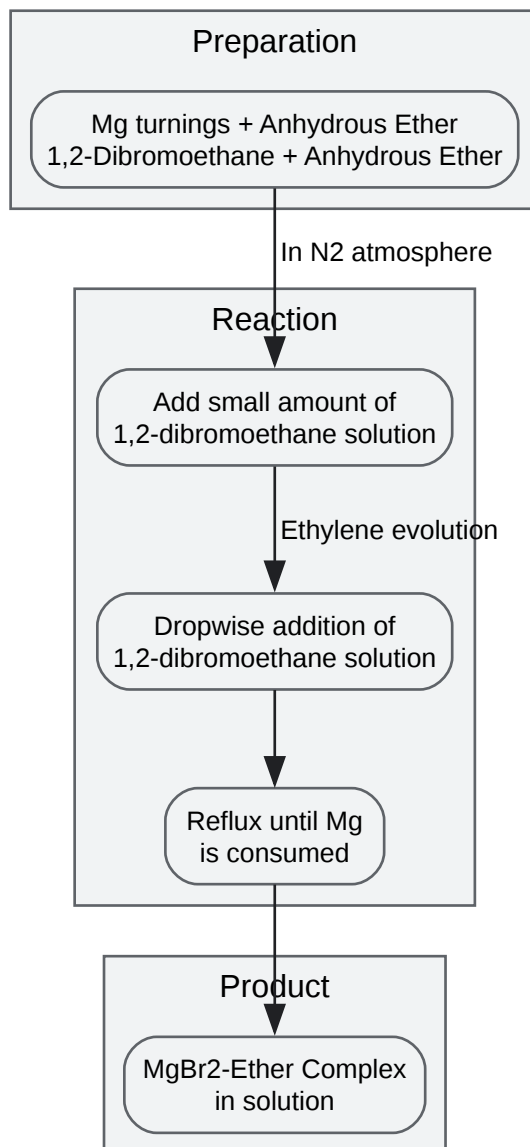 Preparation
Mg turnings + Anhydrous Ether
1,2-Dibromoethane + Anhydrous Ether
In N2 atmosphere
Reaction
Add small amount of
1,2-dibromoethane solution
Ethylene evolution
Dropwise addition of
1,2-dibromoethane solution
Reflux until Mg
is consumed
Product
MgBr2-Ether Complex
in solution